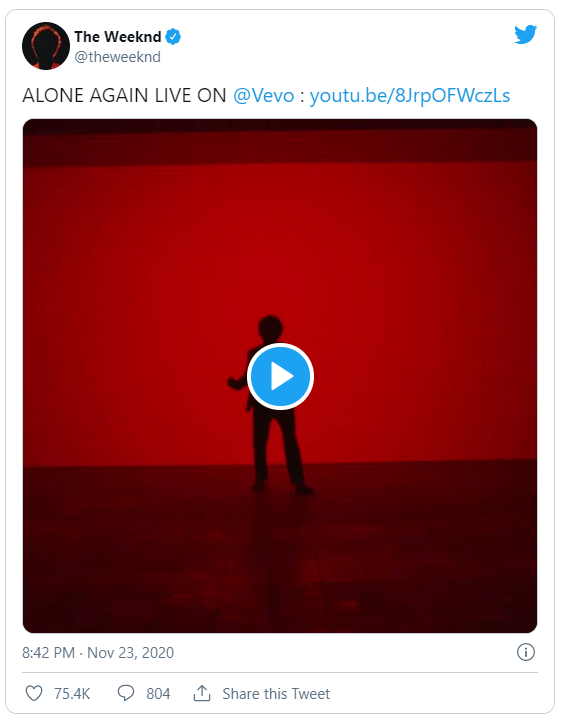 The Weeknd
@theweeknd
ALONE AGAIN LIVE ON @Vevo : youtu.be/8JrpOFWczLs
8:42 PM · Nov 23, 2020
75.4K 804 Share this Tweet